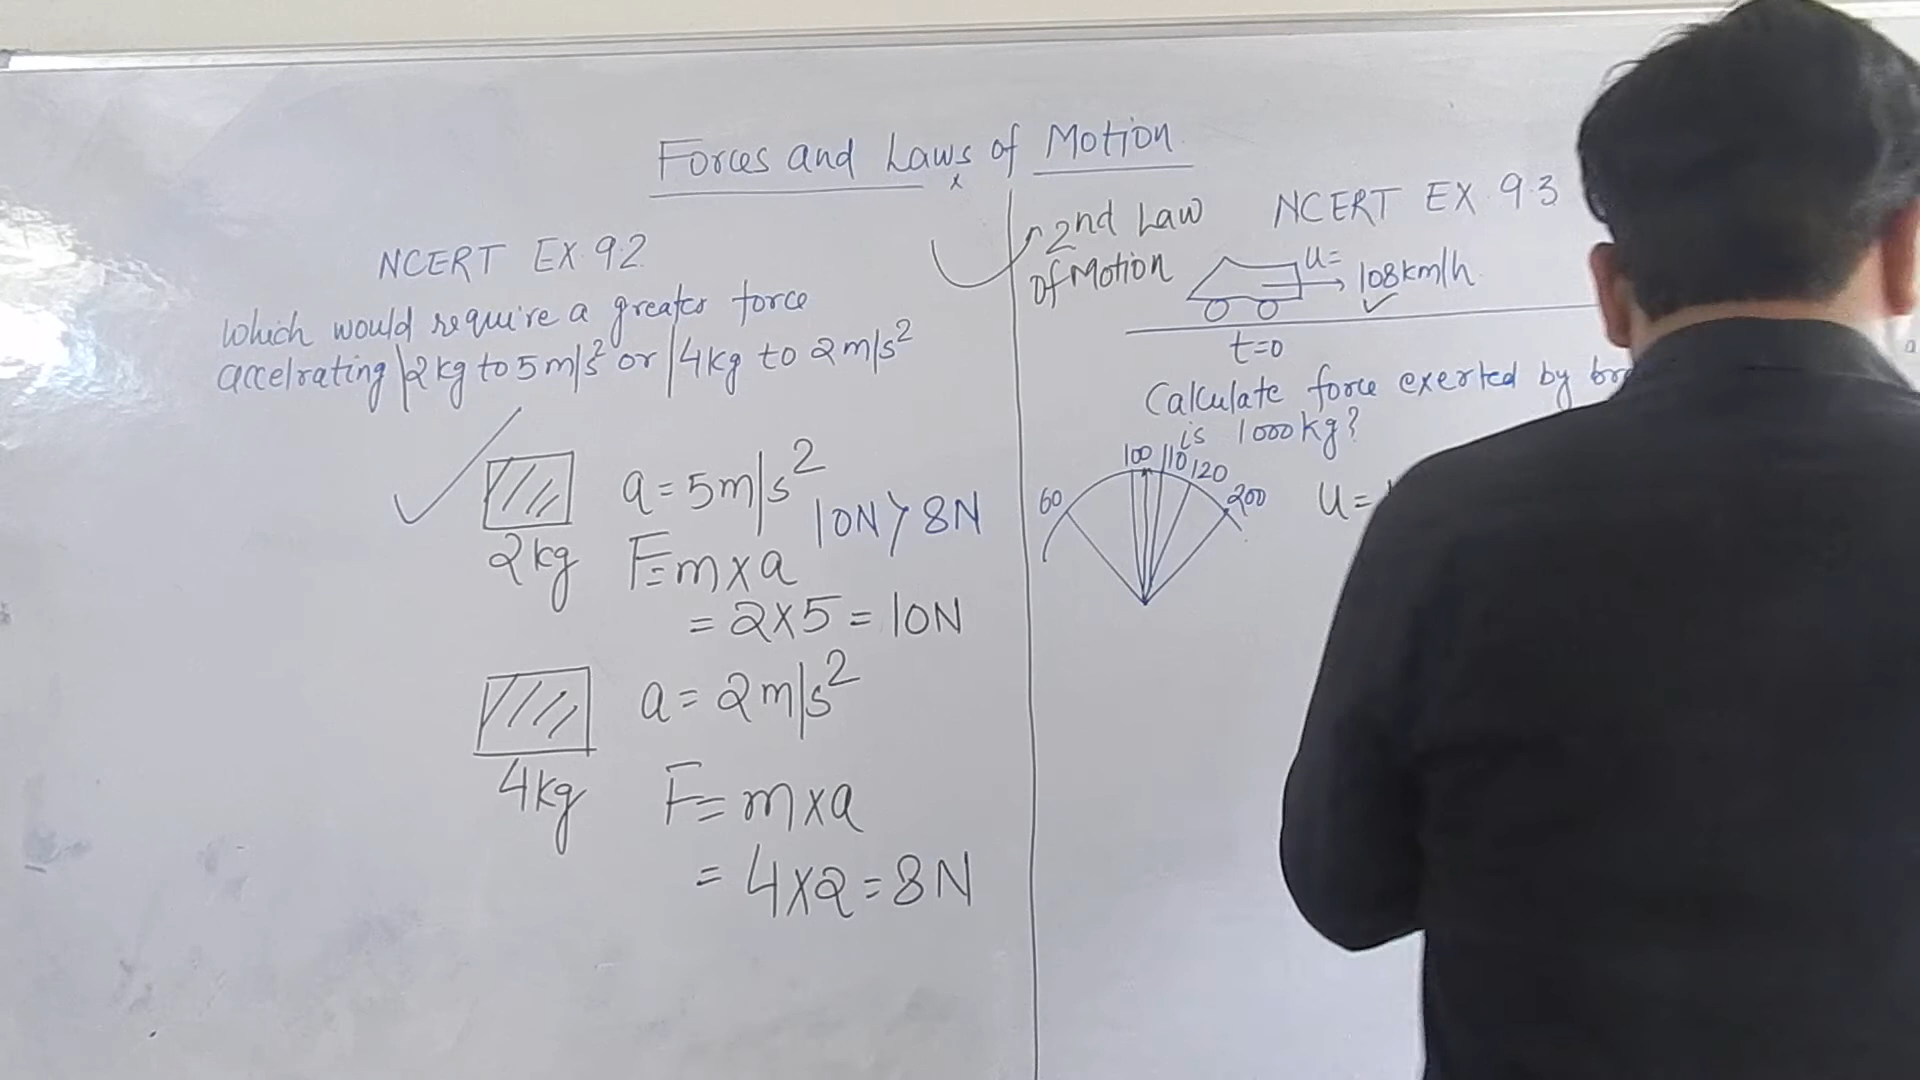 Forces and Laws of Motion
x
NCERT EX. 9.2
Which would require a greater force
accelrating 2kg to 5m/s² or 4kg to 2m/s²
a = 5m/s²
2kg
10N > 8N
F = m x a
= 2x5 = 10N
a = 2m/s²
4kg
F = m x a
= 4x2 = 8N
2nd Law
of Motion
NCERT EX. 9.3
u =
108km/h
t=0
Calculate force exerted by
is 1000kg?
60
100
110
120
200
u =